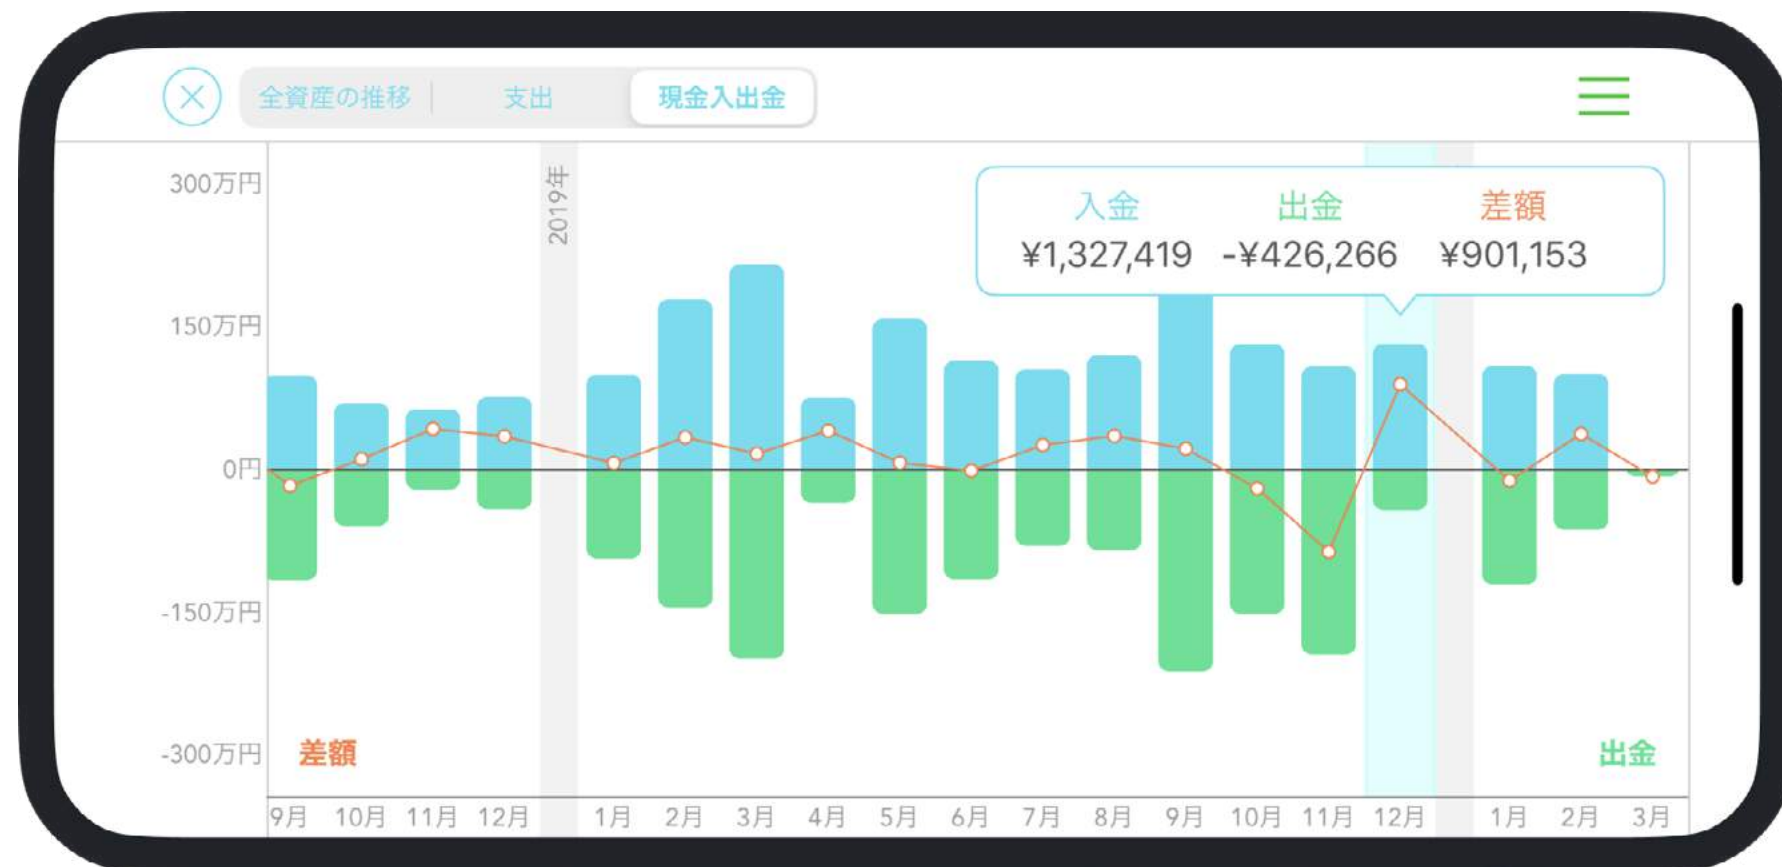 全資産の推移
支出
現金入出金
300万円
150万円
0円
-150万円
-300万円
2019年
入金 出金 差額
¥1,327,419 -¥426,266 ¥901,153
差額
出金
9月 10月 11月 12月 1月 2月 3月 4月 5月 6月 7月 8月 9月 10月 11月 12月 1月 2月 3月